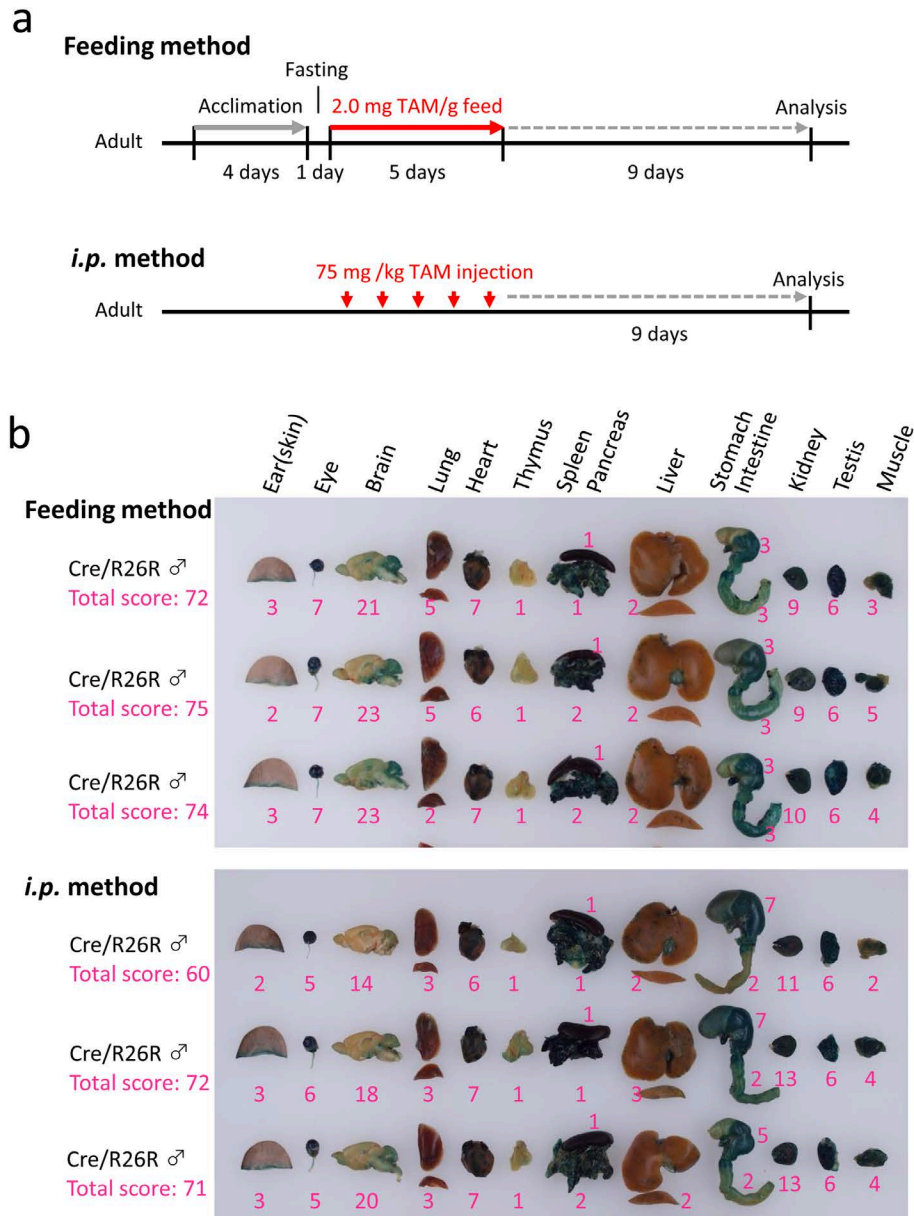 a
Feeding method
Fasting
Acclimation
2.0 mg TAM/g feed
Analysis
Adult
4 days 1 day 5 days 9 days
i.p. method
75 mg /kg TAM injection
Analysis
Adult
9 days
b
Ear(skin) Eye Brain Lung Heart Thymus Spleen Pancreas Liver Stomach Intestine Kidney Testis Muscle
Feeding method
Cre/R26R ♂
Total score: 72
1 3
3 7 21 5 7 1 1 2 3 9 6 3
Cre/R26R ♂
Total score: 75
1 3
2 7 23 5 6 1 2 2 3 9 6 5
Cre/R26R ♂
Total score: 74
1 3
3 7 23 2 7 1 2 2 3 10 6 4
i.p. method
Cre/R26R ♂
Total score: 60
1 7
2 5 14 3 6 1 1 2 2 11 6 2
Cre/R26R ♂
Total score: 72
1 7
3 6 18 3 7 1 1 3 2 13 6 4
Cre/R26R ♂
Total score: 71
1 5
3 5 20 3 7 1 2 2 2 13 6 4